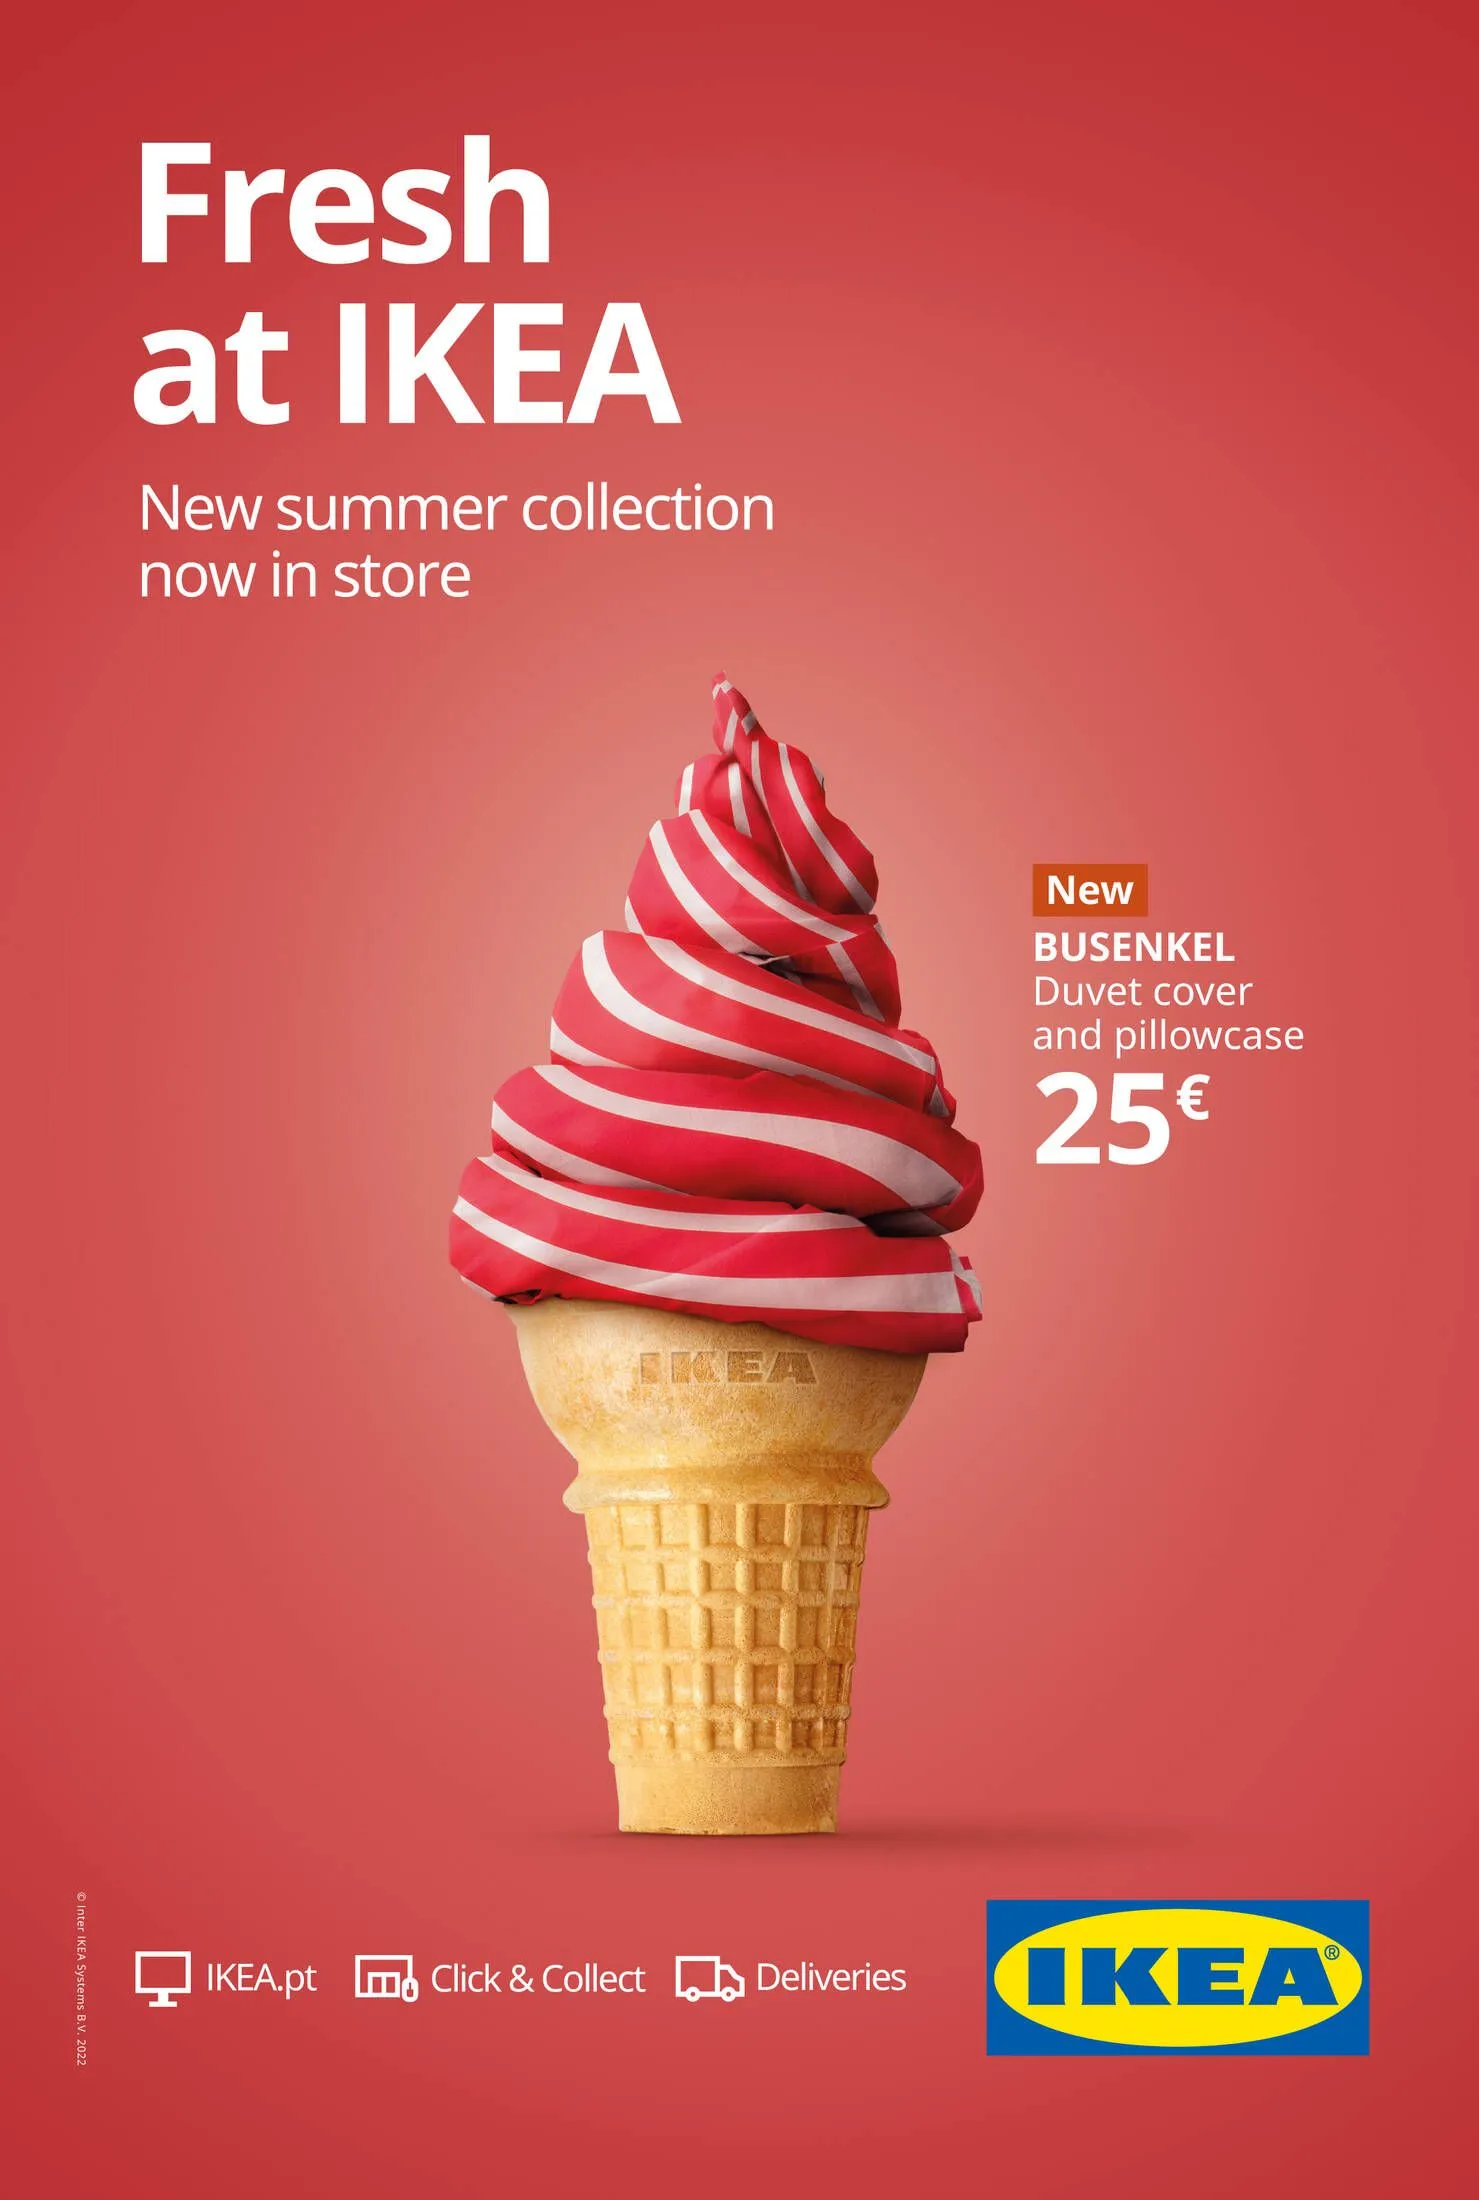 Fresh
at IKEA
New summer collection
now in store
New
BUSENKEL
Duvet cover
and pillowcase
25€
IKEA
© Inter IKEA Systems B.V. 2022
IKEA.pt
Click & Collect
Deliveries
IKEA®